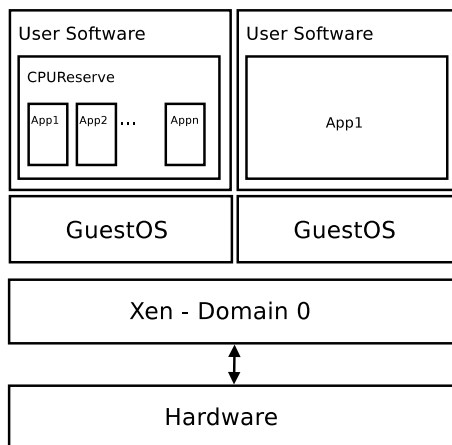 User Software
CPUReserve
App1 App2 ... Appn
GuestOS
User Software
App1
GuestOS
Xen - Domain 0
Hardware